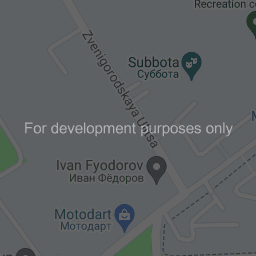 Recreation c
Zvenigorodskaya Ulitsa
Subbota
Суббота
For development purposes only
Ivan Fyodorov
Иван Фёдоров
Motodart
Мотодарт